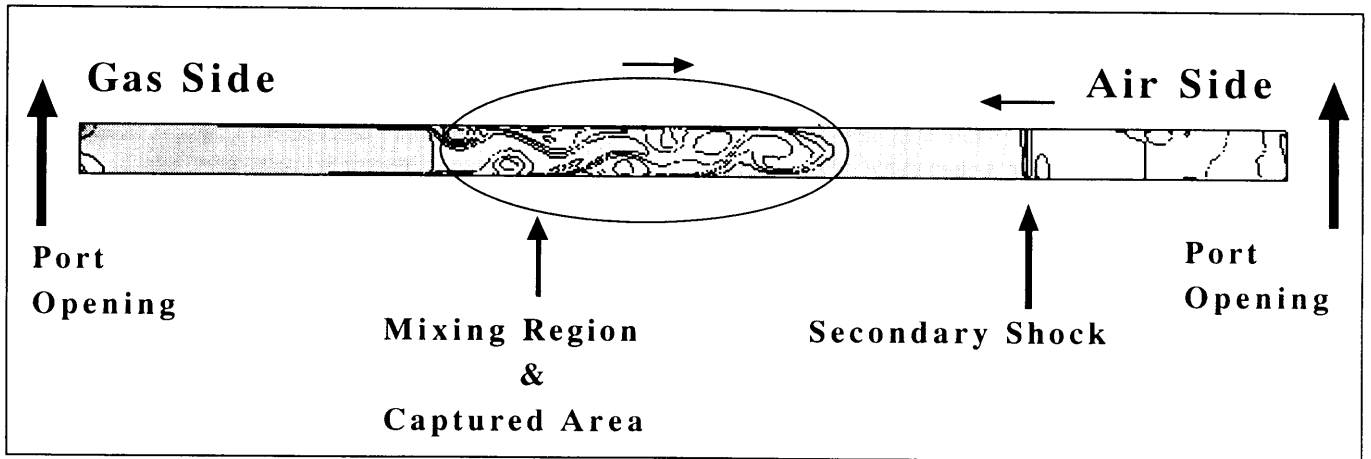 Gas Side
Air Side
Port
Opening
Mixing Region
&
Captured Area
Secondary Shock
Port
Opening